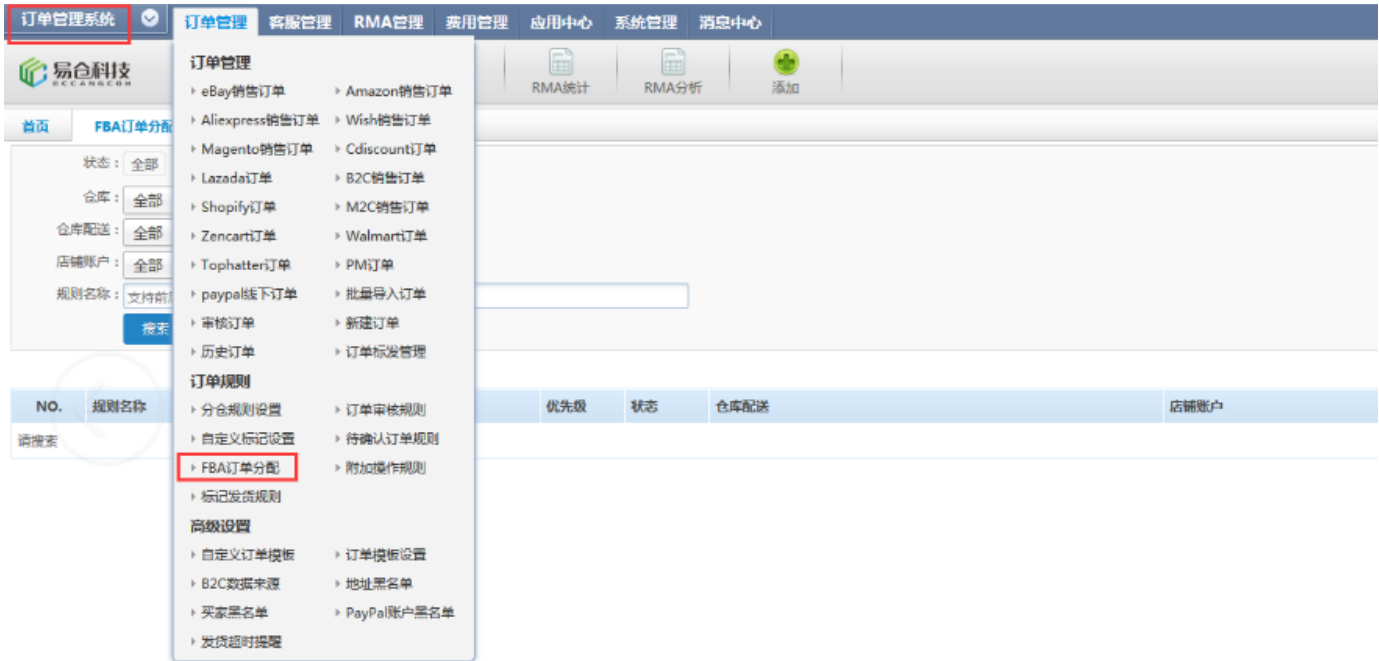 订单管理系统 订单管理 客服管理 RMA管理 费用管理 应用中心 系统管理 消息中心
易仓科技
ECCANGCOM
RMA统计 RMA分析 添加
首页 FBA订单分配
状态： 全部
仓库： 全部
仓库配送： 全部
店铺账户： 全部
规则名称： 支持前
搜索
订单管理
eBay销售订单 Amazon销售订单
Aliexpress销售订单 Wish销售订单
Magento销售订单 Cdiscount订单
Lazada订单 B2C销售订单
Shopify订单 M2C销售订单
Zencart订单 Walmart订单
Tophatter订单 PM订单
paypal线下订单 批量导入订单
审核订单 新建订单
历史订单 订单标发管理
订单规则
分仓规则设置 订单审核规则
自定义标记设置 待确认订单规则
FBA订单分配 附加操作规则
标记发货规则
高级设置
自定义订单模板 订单模板设置
B2C数据来源 地址黑名单
买家黑名单 PayPal账户黑名单
发货超时提醒
NO. 规则名称 优先级 状态 仓库配送 店铺账户
请搜索